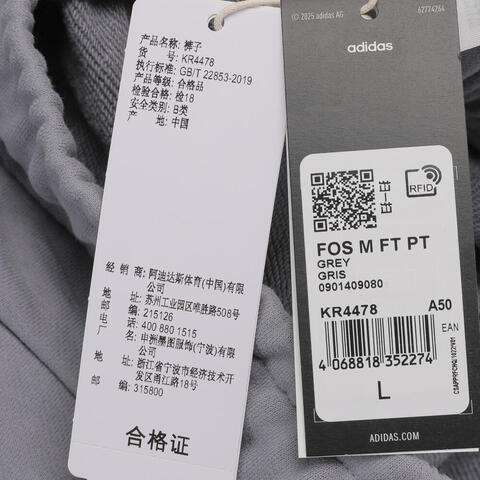 产品名称: 裤子
货 号: KR4478
执行标准: GB/T 22853-2019
产品等级: 合格品
检验合格: 检18
安全类别: B类
产 地: 中国
经 销 商: 阿迪达斯体育(中国)有限
公司
地 址: 苏州工业园区唯胜路508号
邮 编: 215126
电 话: 400 880 1515
厂 名: 申洲墨图服饰(宁波)有限
公司
厂 址: 浙江省宁波市经济技术开
发区甬江路18号
邮 编: 315800
合格证
© 2025 adidas AG
62774264
adidas
RFID
FOS M FT PT
GREY
GRIS
0901409080
KR4478 A50
EAN
4 068818 352274
L
ADIDAS.COM